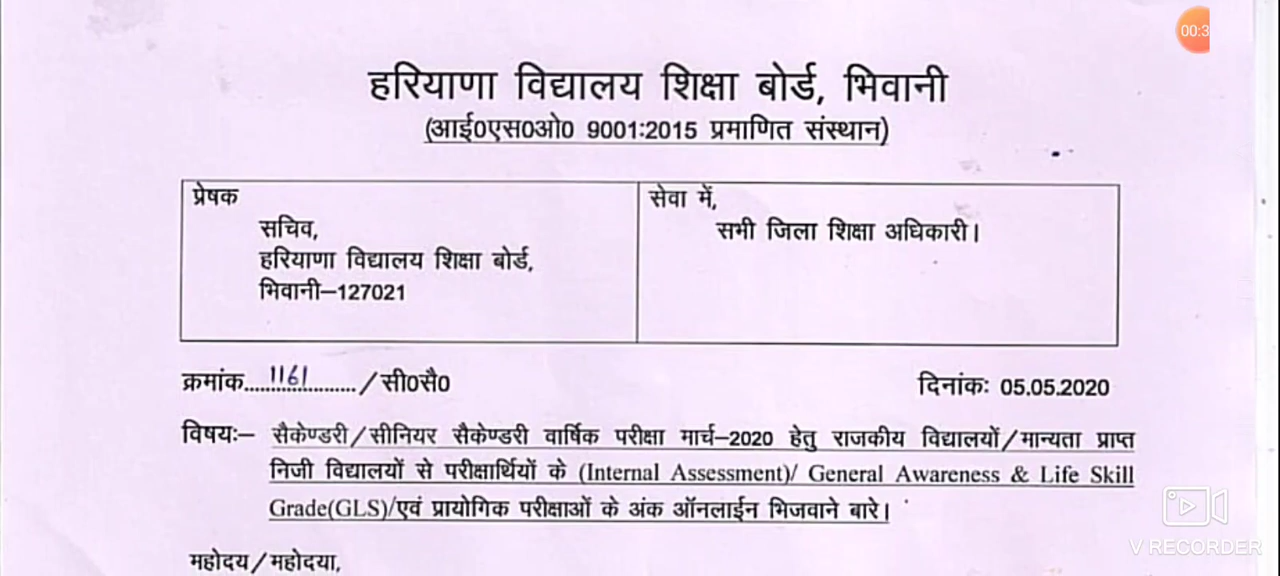 00:3
हरियाणा विद्यालय शिक्षा बोर्ड, भिवानी
(आई0एस0ओ0 9001:2015 प्रमाणित संस्थान)
प्रेषक
सचिव,
हरियाणा विद्यालय शिक्षा बोर्ड,
भिवानी–127021
सेवा में,
सभी जिला शिक्षा अधिकारी।
क्रमांक....1161......../सी0सै0
दिनांकः 05.05.2020
विषयः– सैकेण्डरी/सीनियर सैकेण्डरी वार्षिक परीक्षा मार्च–2020 हेतु राजकीय विद्यालयों/मान्यता प्राप्त
निजी विद्यालयों से परीक्षार्थियों के (Internal Assessment)/ General Awareness & Life Skill
Grade(GLS)/एवं प्रायोगिक परीक्षाओं के अंक ऑनलाईन भिजवाने बारे।
महोदय/महोदया,
V RECORDER